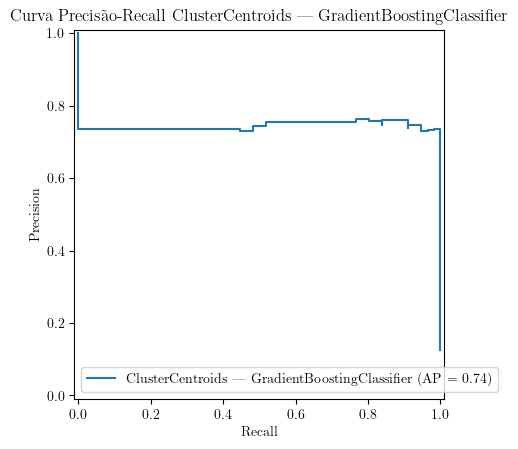 Curva Precisão-Recall ClusterCentroids — GradientBoostingClassifier
1.0
0.8
0.6
0.4
0.2
0.0
Precision
ClusterCentroids — GradientBoostingClassifier (AP = 0.74)
0.0 0.2 0.4 0.6 0.8 1.0
Recall